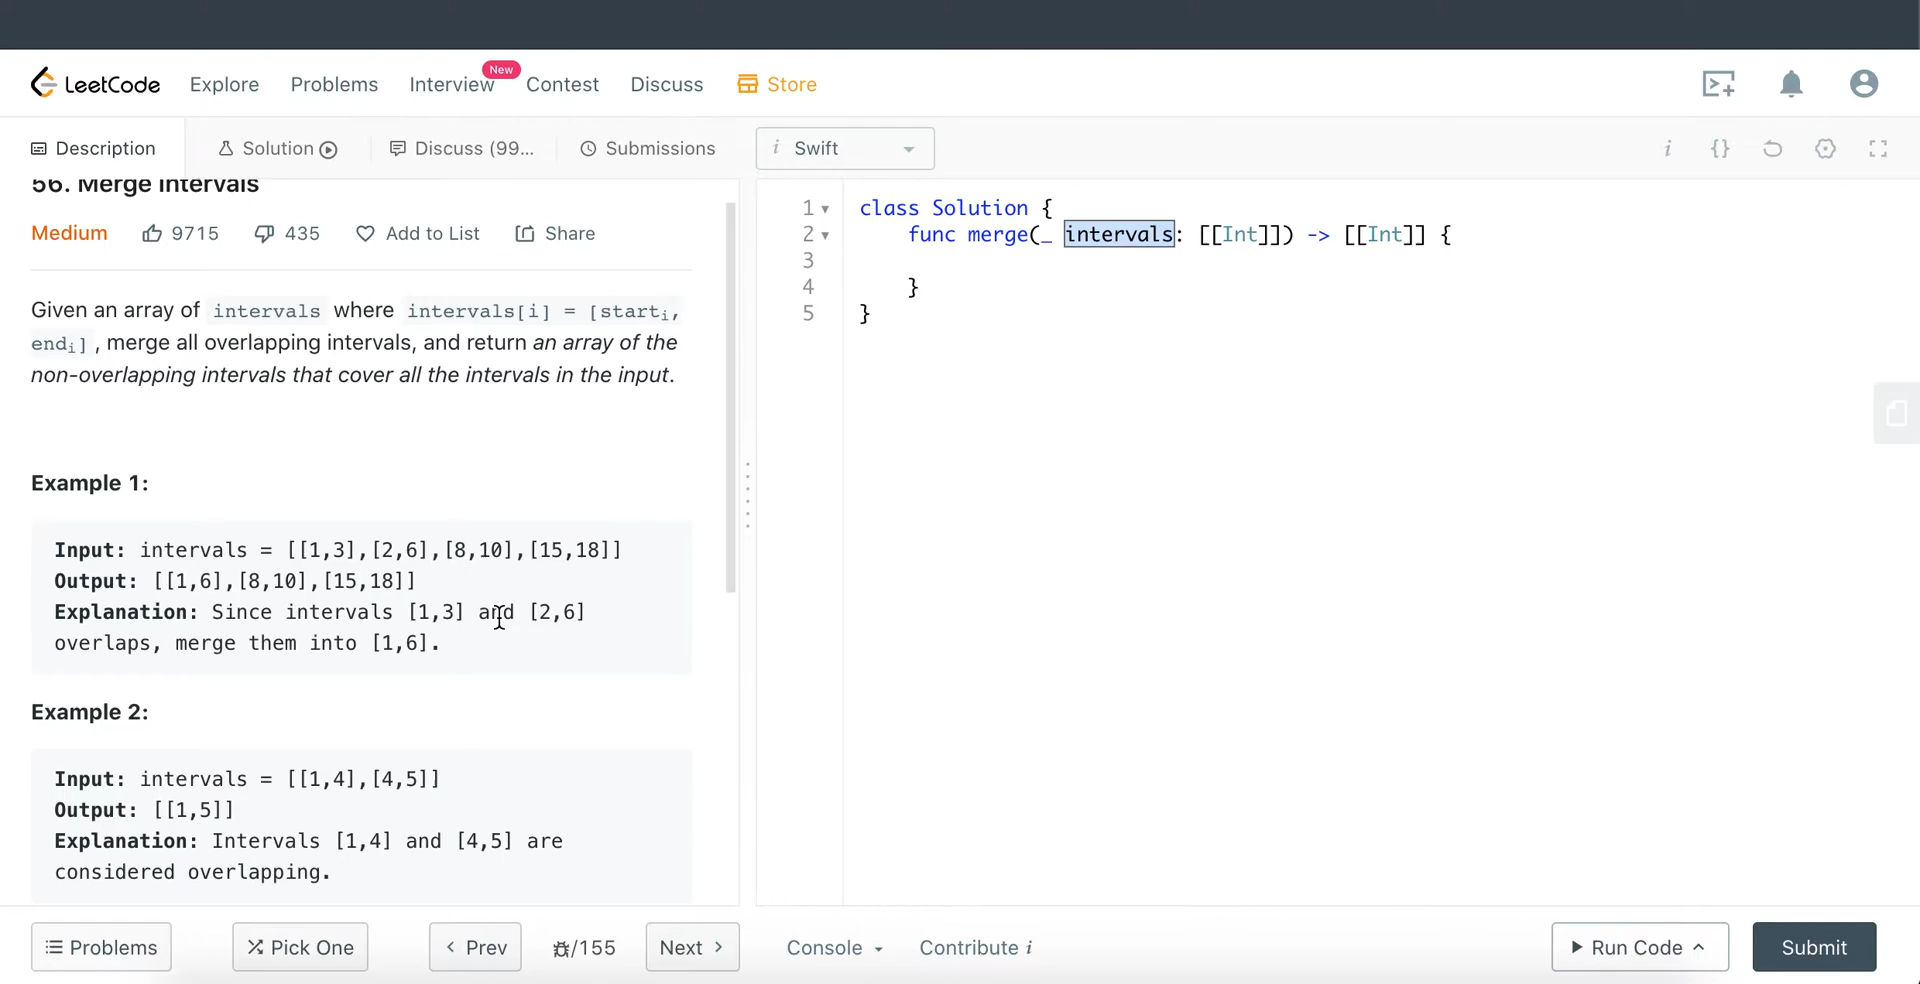 LeetCode Explore Problems Interview New Contest Discuss Store
Description Solution Discuss (99... Submissions i Swift i {}
56. Merge Intervals
Medium 9715 435 Add to List Share
Given an array of intervals where intervals[i] = [starti,
endi], merge all overlapping intervals, and return an array of the
non-overlapping intervals that cover all the intervals in the input.
Example 1:
Input: intervals = [[1,3],[2,6],[8,10],[15,18]]
Output: [[1,6],[8,10],[15,18]]
Explanation: Since intervals [1,3] and [2,6]
overlaps, merge them into [1,6].
Example 2:
Input: intervals = [[1,4],[4,5]]
Output: [[1,5]]
Explanation: Intervals [1,4] and [4,5] are
considered overlapping.
1 class Solution {
2 func merge(_ intervals: [[Int]]) -> [[Int]] {
3
4 }
5 }
Problems Pick One Prev /155 Next Console Contribute i Run Code Submit